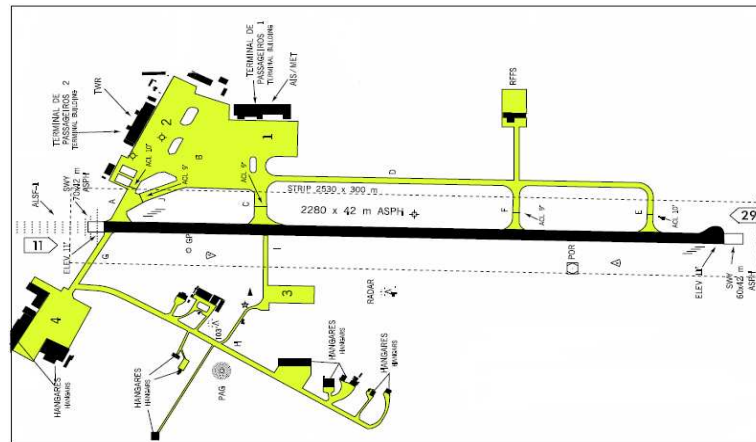 TERMINAL DE
PASSAGEIROS 2
TERMINAL BUILDING
TWR
TERMINAL DE
PASSAGEIROS 1
TERMINAL BUILDING
AIS/MET
RFFS
2
1
B
ACL 10'
ACL 9'
ACL 9'
D
ALSF-1
SWY
70x42 m
ASPH
A
J
C
STRIP 2530 x 300 m
2280 x 42 m ASPH
F
ACL 9'
E
ACL 10'
29
11
ELEV 11'
G
GP
I
RADAR
POR
ELEV 11'
SWY
60x42 m
ASPH
3
4
H
PAG
HANGARES
HANGARS
HANGARES
HANGARS
HANGARES
HANGARS
HANGARES
HANGARS